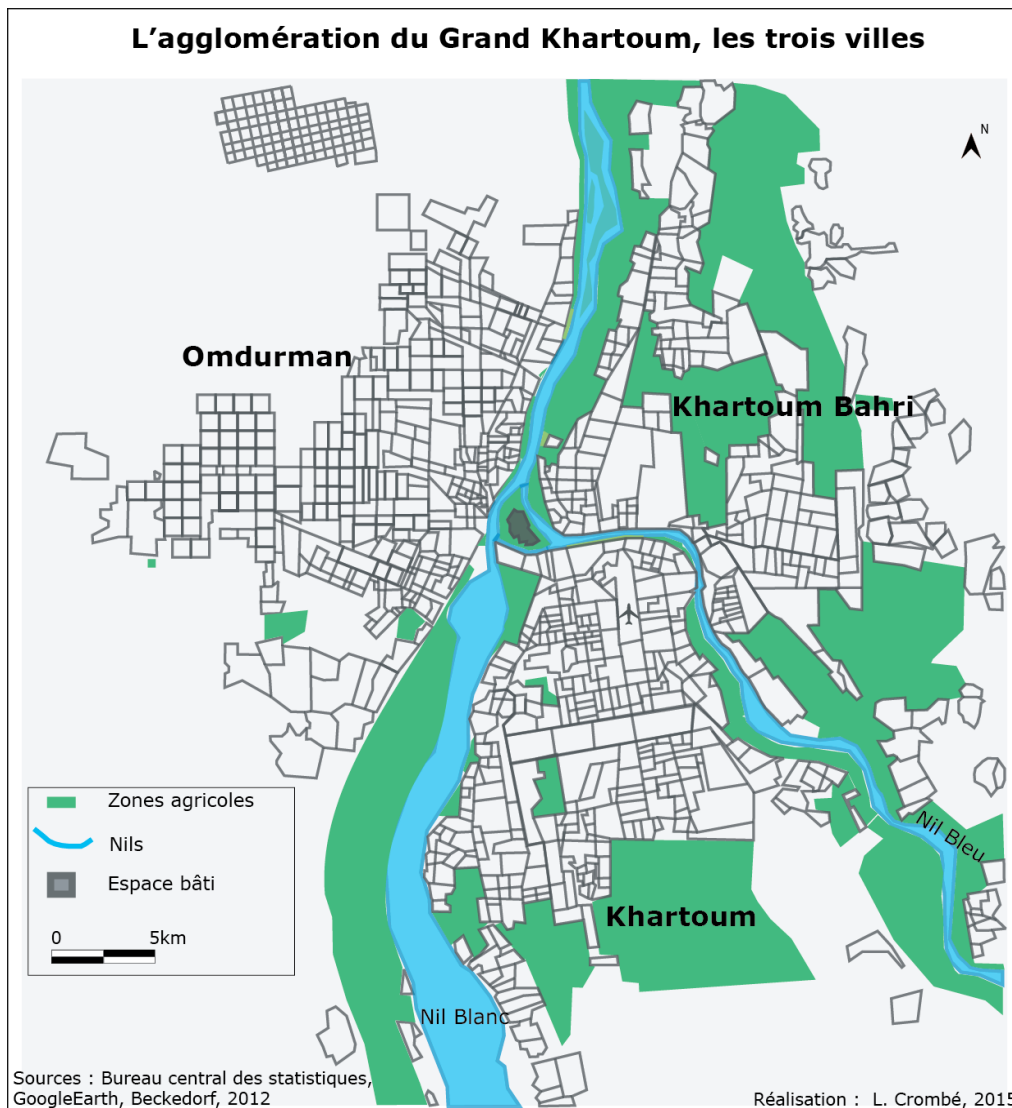 L’agglomération du Grand Khartoum, les trois villes
N
Omdurman
Khartoum Bahri
Zones agricoles
Nils
Espace bâti
0 5km
Nil Bleu
Khartoum
Nil Blanc
Sources : Bureau central des statistiques,
GoogleEarth, Beckedorf, 2012
Réalisation : L. Crombé, 2015